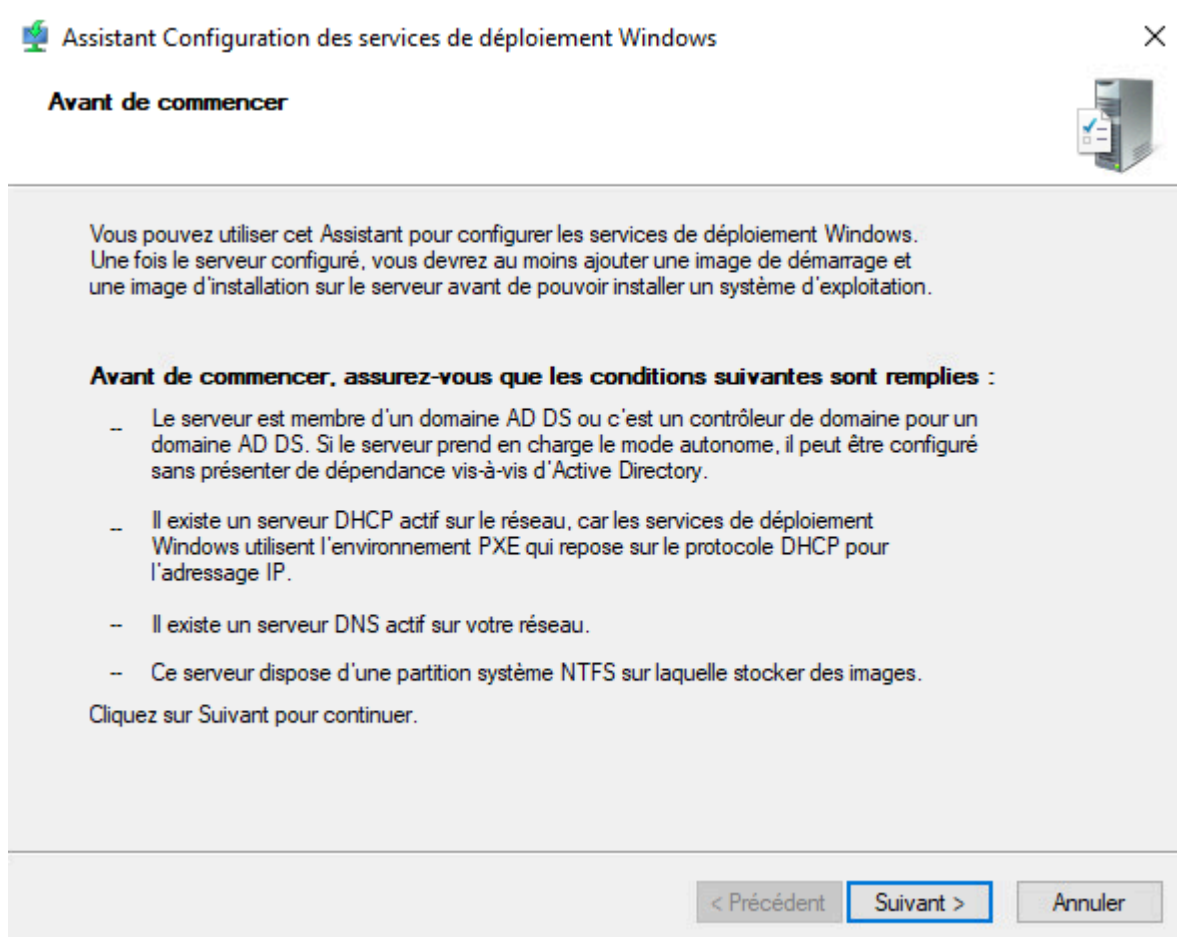 Assistant Configuration des services de déploiement Windows
Avant de commencer
Vous pouvez utiliser cet Assistant pour configurer les services de déploiement Windows.
Une fois le serveur configuré, vous devrez au moins ajouter une image de démarrage et
une image d'installation sur le serveur avant de pouvoir installer un système d'exploitation.
Avant de commencer, assurez-vous que les conditions suivantes sont remplies :
-- Le serveur est membre d'un domaine AD DS ou c'est un contrôleur de domaine pour un
domaine AD DS. Si le serveur prend en charge le mode autonome, il peut être configuré
sans présenter de dépendance vis-à-vis d'Active Directory.
-- Il existe un serveur DHCP actif sur le réseau, car les services de déploiement
Windows utilisent l'environnement PXE qui repose sur le protocole DHCP pour
l'adressage IP.
-- Il existe un serveur DNS actif sur votre réseau.
-- Ce serveur dispose d'une partition système NTFS sur laquelle stocker des images.
Cliquez sur Suivant pour continuer.
< Précédent Suivant > Annuler